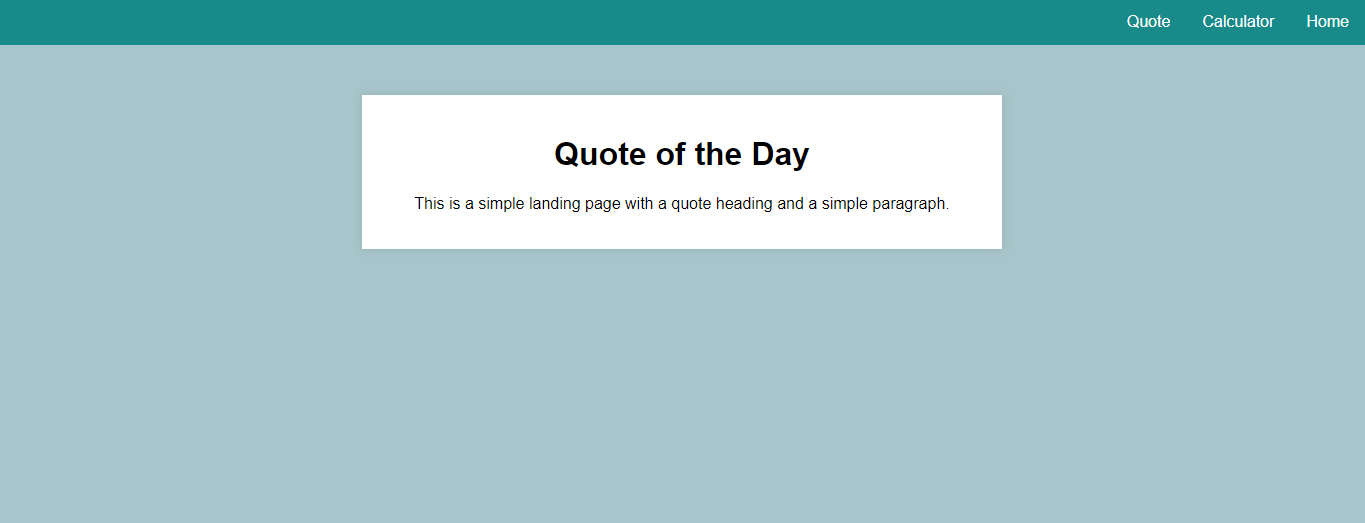 Quote Calculator Home
Quote of the Day
This is a simple landing page with a quote heading and a simple paragraph.